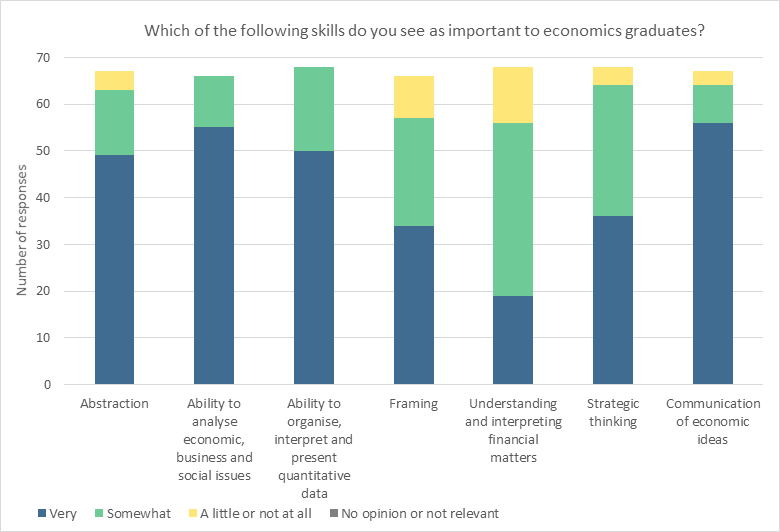 Which of the following skills do you see as important to economics graduates?
70
60
50
40
30
20
10
0
Number of responses
Abstraction
Ability to
analyse
economic,
business and
social issues
Ability to
organise,
interpret and
present
quantitative
data
Framing
Understanding
and interpreting
financial
matters
Strategic
thinking
Communication
of economic
ideas
Very
Somewhat
A little or not at all
No opinion or not relevant